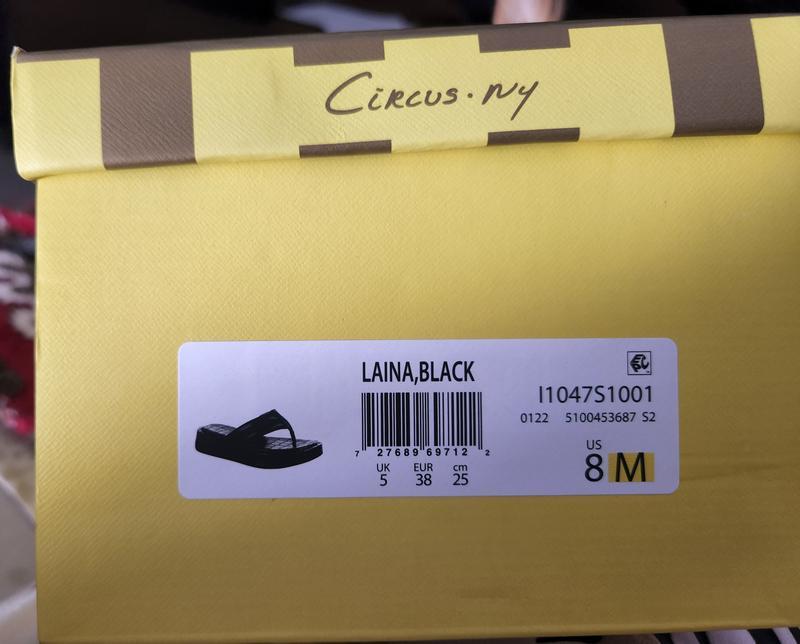 Circus·NY
LAINA,BLACK
I1047S1001
0122 5100453687 S2
7 27689 69712 2
UK EUR cm
5 38 25
US
8 M